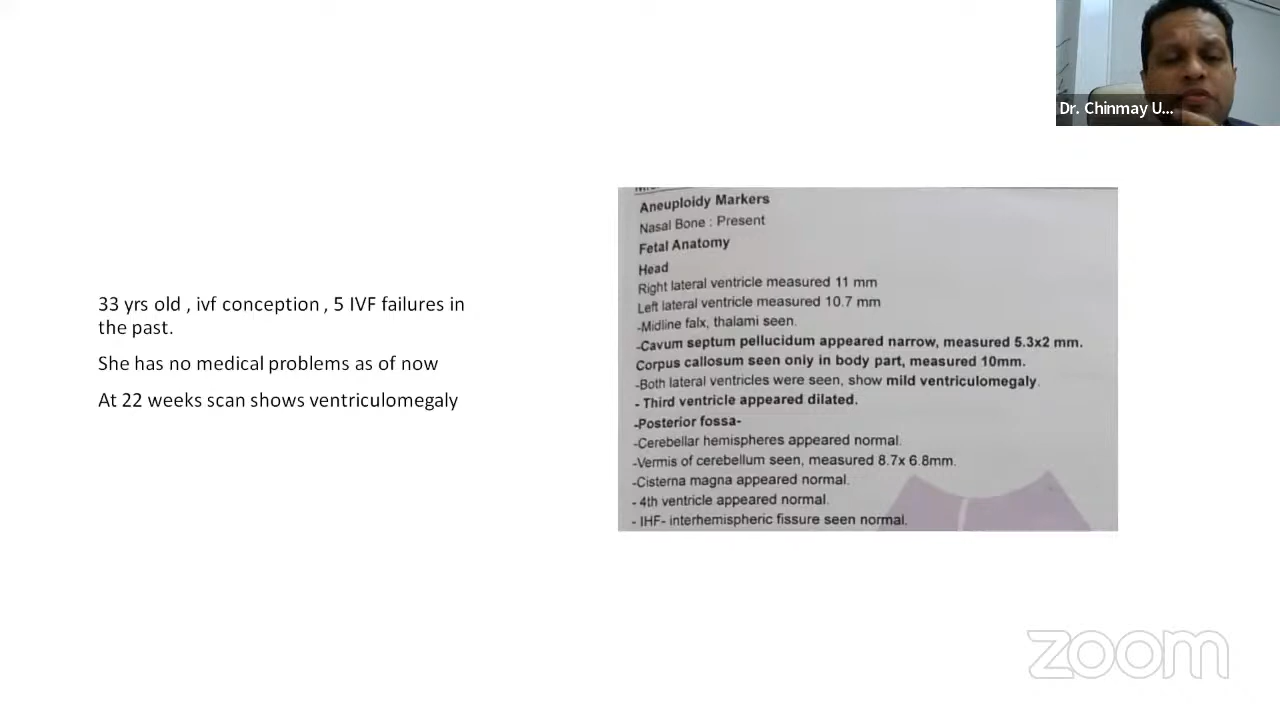 Dr. Chinmay U...
33 yrs old , ivf conception , 5 IVF failures in
the past.
She has no medical problems as of now
At 22 weeks scan shows ventriculomegaly
Aneuploidy Markers
Nasal Bone : Present
Fetal Anatomy
Head
Right lateral ventricle measured 11 mm
Left lateral ventricle measured 10.7 mm
-Midline falx, thalami seen.
-Cavum septum pellucidum appeared narrow, measured 5.3x2 mm.
Corpus callosum seen only in body part, measured 10mm.
-Both lateral ventricles were seen, show mild ventriculomegaly.
- Third ventricle appeared dilated.
-Posterior fossa-
-Cerebellar hemispheres appeared normal.
-Vermis of cerebellum seen, measured 8.7x 6.8mm.
-Cisterna magna appeared normal.
- 4th ventricle appeared normal.
- IHF- interhemispheric fissure seen normal.
zoom